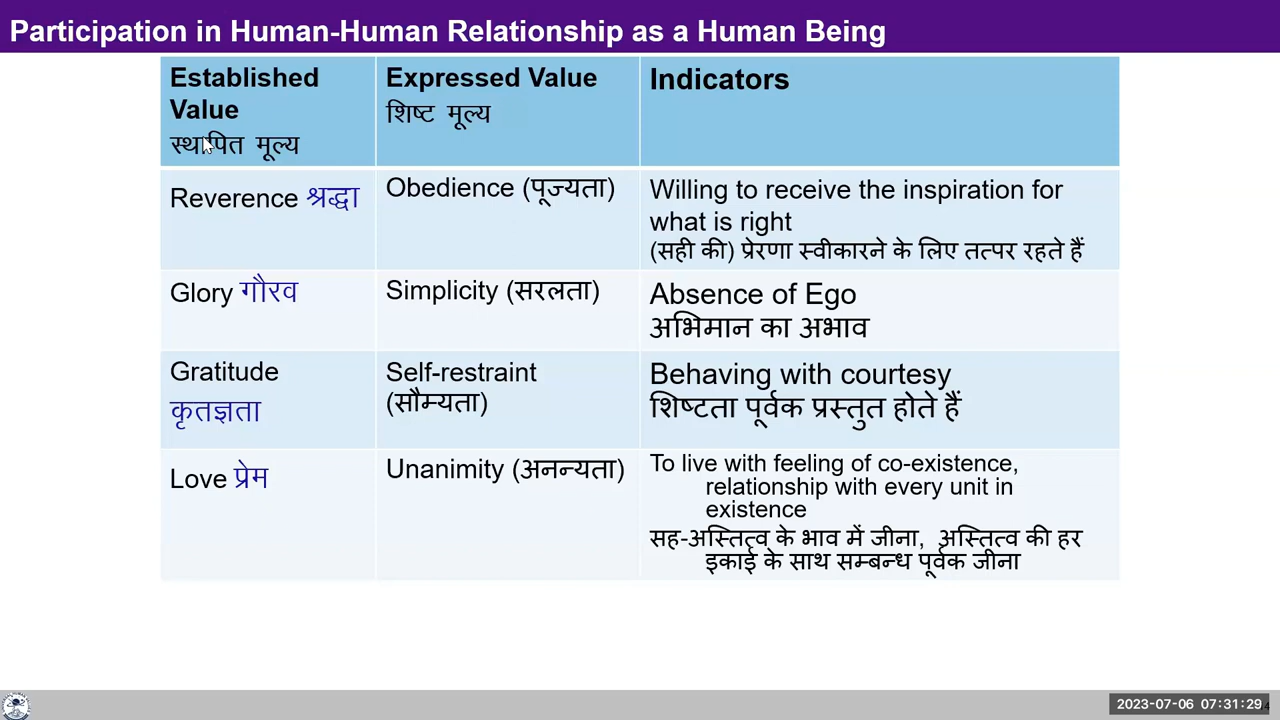 Participation in Human-Human Relationship as a Human Being
Established
Value
स्थापित मूल्य
Expressed Value
शिष्ट मूल्य
Indicators
Reverence श्रद्धा
Obedience (पूज्यता)
Willing to receive the inspiration for
what is right
(सही की) प्रेरणा स्वीकारने के लिए तत्पर रहते हैं
Glory गौरव
Simplicity (सरलता)
Absence of Ego
अभिमान का अभाव
Gratitude
कृतज्ञता
Self-restraint
(सौम्यता)
Behaving with courtesy
शिष्टता पूर्वक प्रस्तुत होते हैं
Love प्रेम
Unanimity (अनन्यता)
To live with feeling of co-existence,
relationship with every unit in
existence
सह-अस्तित्व के भाव में जीना, अस्तित्व की हर
इकाई के साथ सम्बन्ध पूर्वक जीना
2023-07-06 07:31:29